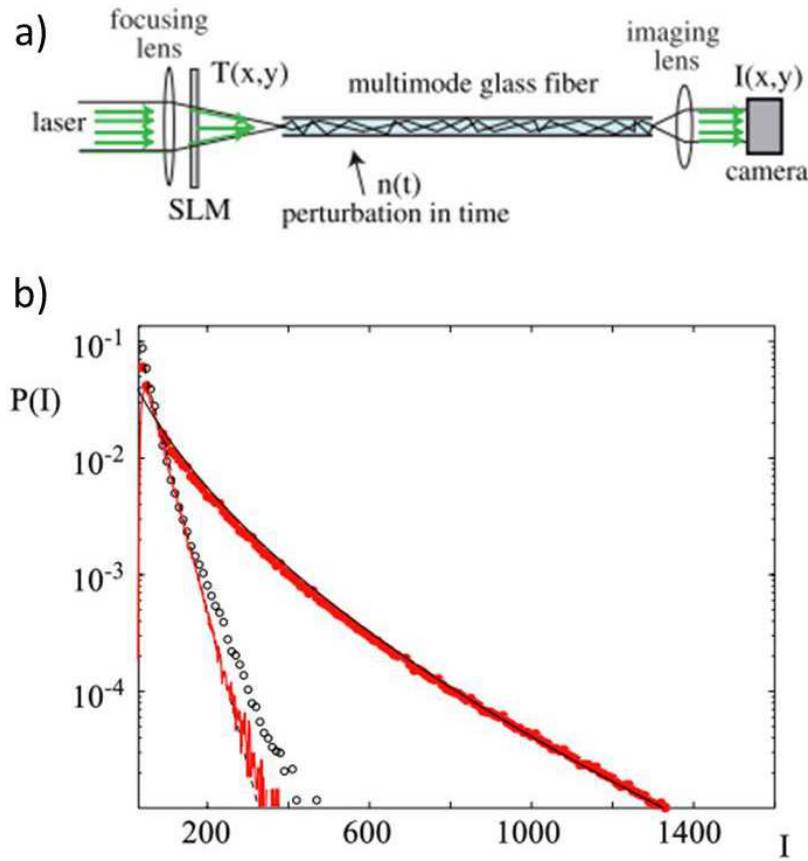 a)
focusing
lens
T(x,y)
multimode glass fiber
imaging
lens
I(x,y)
laser
SLM
n(t)
perturbation in time
camera
b)
P(I)
10-1
10-2
10-3
10-4
200
600
1000
1400
I